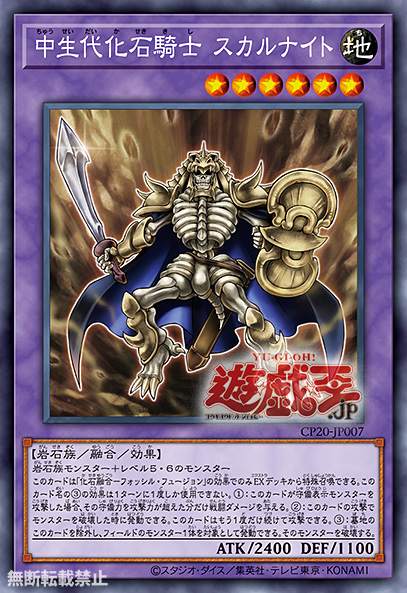 ちゅう せい だい か せき き し
中生代化石騎士 スカルナイト 地
YU-GI-OH!
遊戯王.jp
CP20-JP007
【岩石族／融合／効果】
岩石族モンスター＋レベル５・６のモンスター
このカードは「化石融合－フォッシル・フュージョン」の効果でのみEXデッキから特殊召喚できる。この
カード名の③の効果は１ターンに１度しか使用できない。①：このカードが守備表示モンスターを
攻撃した場合、その守備力を攻撃力が超えた分だけ戦闘ダメージを与える。②：このカードの攻撃で
モンスターを破壊した時に発動できる。このカードはもう１度だけ続けて攻撃できる。③：墓地の
このカードを除外し、フィールドのモンスター１体を対象として発動できる。そのモンスターを破壊する。
ATK/2400 DEF/1100
無断転載禁止
©スタジオ・ダイス／集英社・テレビ東京・KONAMI